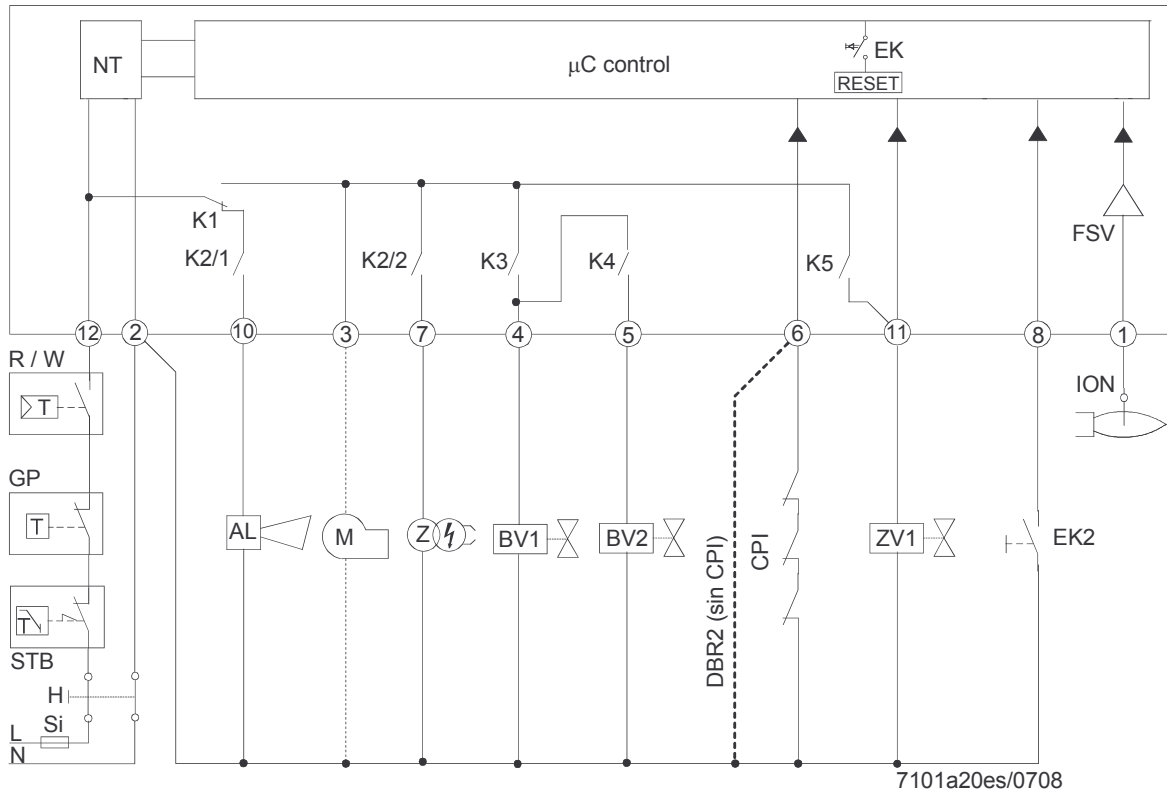 NT
µC control
EK
RESET
K1
K2/1
K2/2
K3
K4
K5
FSV
12
2
10
3
7
4
5
6
11
8
1
R / W
T
GP
T
STB
T
H
Si
L
N
AL
M
Z
BV1
BV2
DBR2 (sin CPI)
CPI
ZV1
EK2
ION
7101a20es/0708